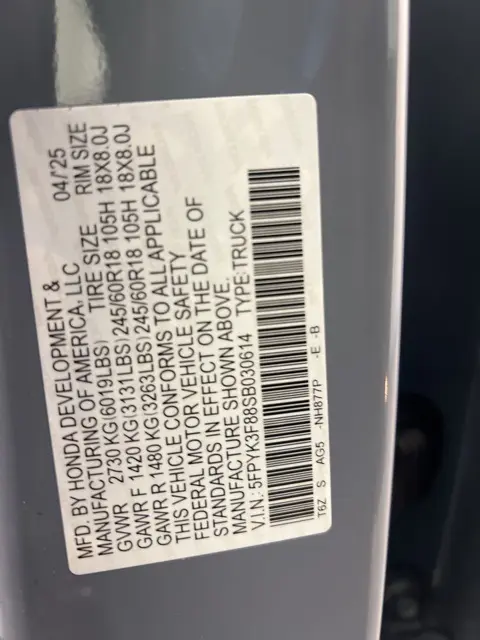 MFD. BY HONDA DEVELOPMENT & 04/'25
MANUFACTURING OF AMERICA, LLC
TIRE SIZE RIM SIZE
GVWR 2730 KG(6019LBS)
GAWR F 1420 KG(3131LBS)245/60R18 105H 18X8.0J
GAWR R 1480 KG(3263LBS)245/60R18 105H 18X8.0J
THIS VEHICLE CONFORMS TO ALL APPLICABLE
FEDERAL MOTOR VEHICLE SAFETY
STANDARDS IN EFFECT ON THE DATE OF
MANUFACTURE SHOWN ABOVE.
V.I.N.:5FPYK3F88SB030614 TYPE:TRUCK
T6Z S AG5 -NH877P -E -B